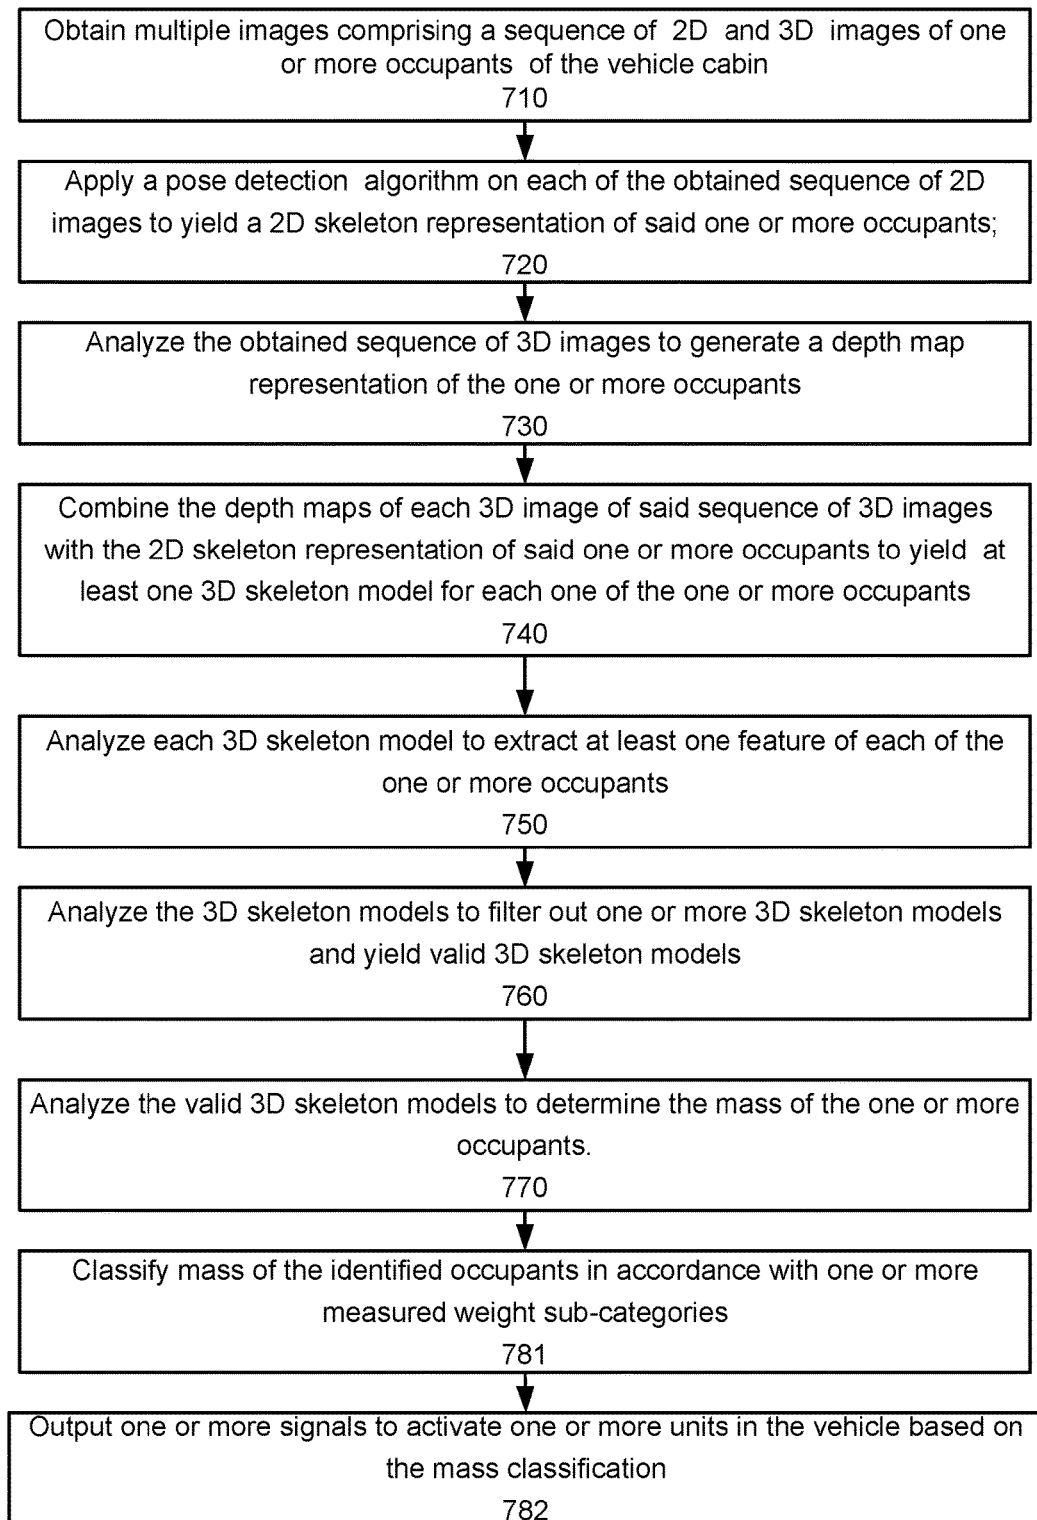 Obtain multiple images comprising a sequence of 2D and 3D images of one
or more occupants of the vehicle cabin
710
Apply a pose detection algorithm on each of the obtained sequence of 2D
images to yield a 2D skeleton representation of said one or more occupants;
720
Analyze the obtained sequence of 3D images to generate a depth map
representation of the one or more occupants
730
Combine the depth maps of each 3D image of said sequence of 3D images
with the 2D skeleton representation of said one or more occupants to yield at
least one 3D skeleton model for each one of the one or more occupants
740
Analyze each 3D skeleton model to extract at least one feature of each of the
one or more occupants
750
Analyze the 3D skeleton models to filter out one or more 3D skeleton models
and yield valid 3D skeleton models
760
Analyze the valid 3D skeleton models to determine the mass of the one or more
occupants.
770
Classify mass of the identified occupants in accordance with one or more
measured weight sub-categories
781
Output one or more signals to activate one or more units in the vehicle based on
the mass classification
782